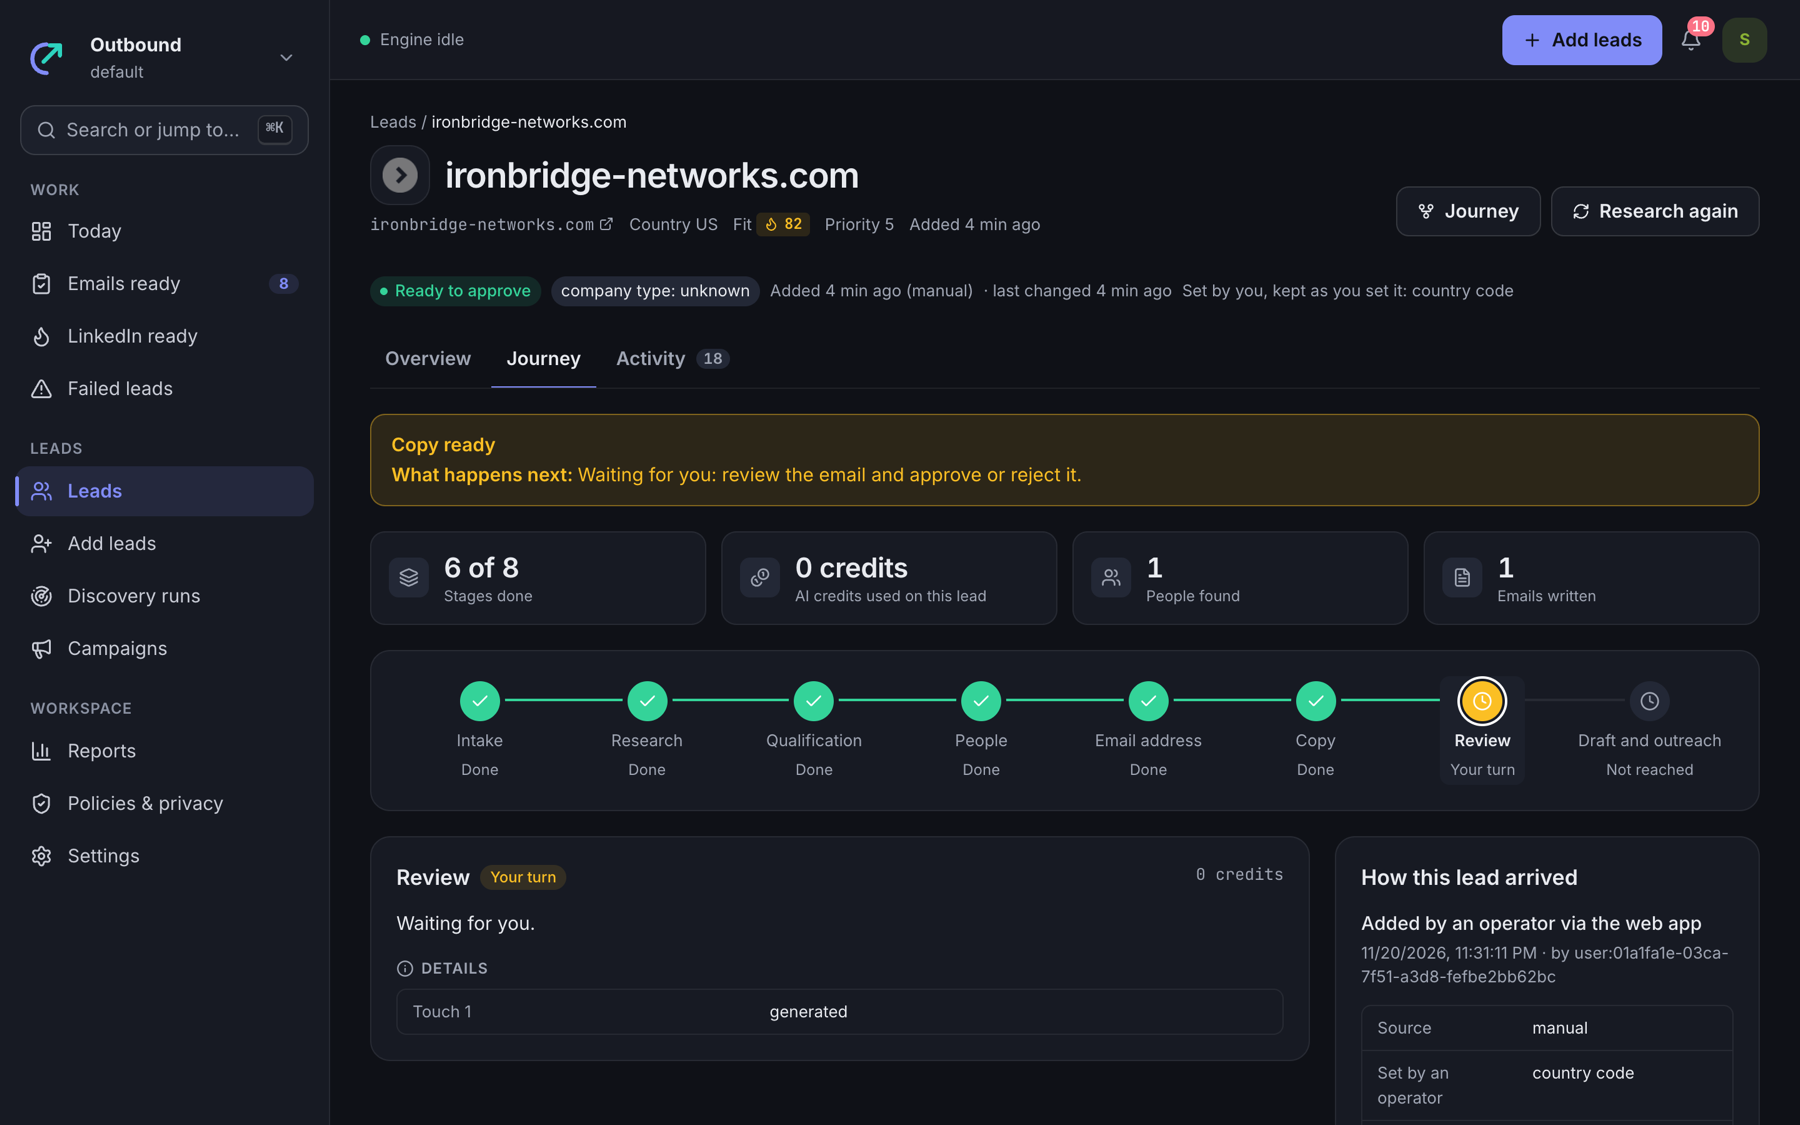 Outbound
default
Search or jump to...
⌘K
WORK
Today
Emails ready
8
LinkedIn ready
Failed leads
LEADS
Leads
Add leads
Discovery runs
Campaigns
WORKSPACE
Reports
Policies & privacy
Settings
Engine idle
+ Add leads
10
S
Leads / ironbridge-networks.com
ironbridge-networks.com
ironbridge-networks.com Country US Fit 82 Priority 5 Added 4 min ago
Journey
Research again
Ready to approve company type: unknown Added 4 min ago (manual) · last changed 4 min ago Set by you, kept as you set it: country code
Overview Journey Activity 18
Copy ready
What happens next: Waiting for you: review the email and approve or reject it.
6 of 8
Stages done
0 credits
AI credits used on this lead
1
People found
1
Emails written
Intake
Done
Research
Done
Qualification
Done
People
Done
Email address
Done
Copy
Done
Review
Your turn
Draft and outreach
Not reached
Review Your turn 0 credits
Waiting for you.
DETAILS
Touch 1 generated
How this lead arrived
Added by an operator via the web app
11/20/2026, 11:31:11 PM · by user:01a1fa1e-03ca-
7f51-a3d8-fefbe2bb62bc
Source manual
Set by an country code
operator